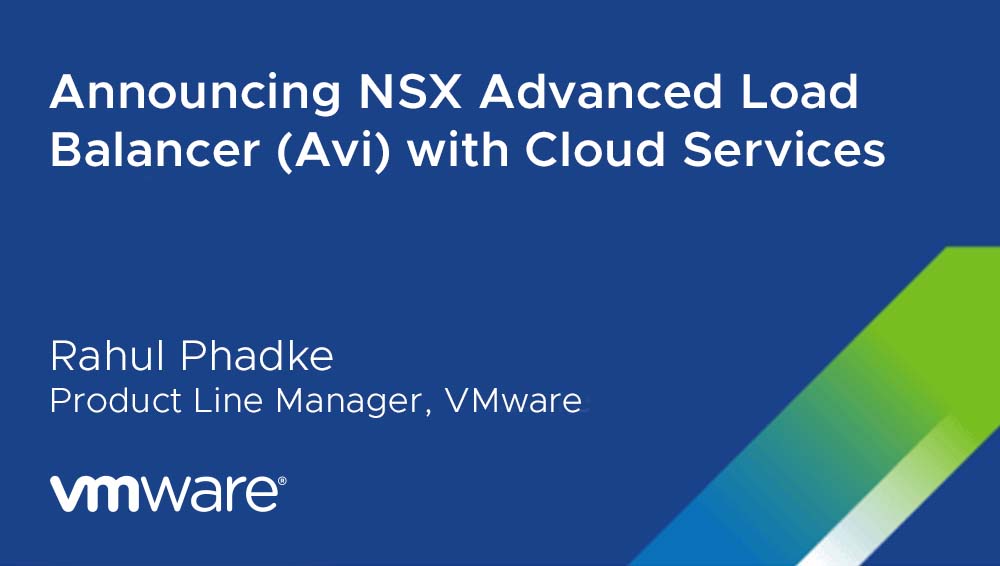 Announcing NSX Advanced Load
Balancer (Avi) with Cloud Services
Rahul Phadke
Product Line Manager, VMware
vmware®